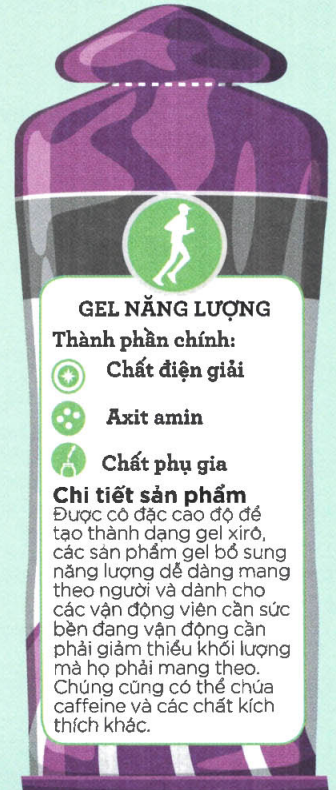 GEL NĂNG LƯỢNG
Thành phần chính:
Chất điện giải
Axit amin
Chất phụ gia
Chi tiết sản phẩm
Được cô đặc cao độ để
tạo thành dạng gel xirô,
các sản phẩm gel bổ sung
năng lượng dễ dàng mang
theo người và dành cho
các vận động viên cần sức
bền đang vận động cần
phải giảm thiểu khối lượng
mà họ phải mang theo.
Chúng cũng có thể chứa
caffeine và các chất kích
thích khác.